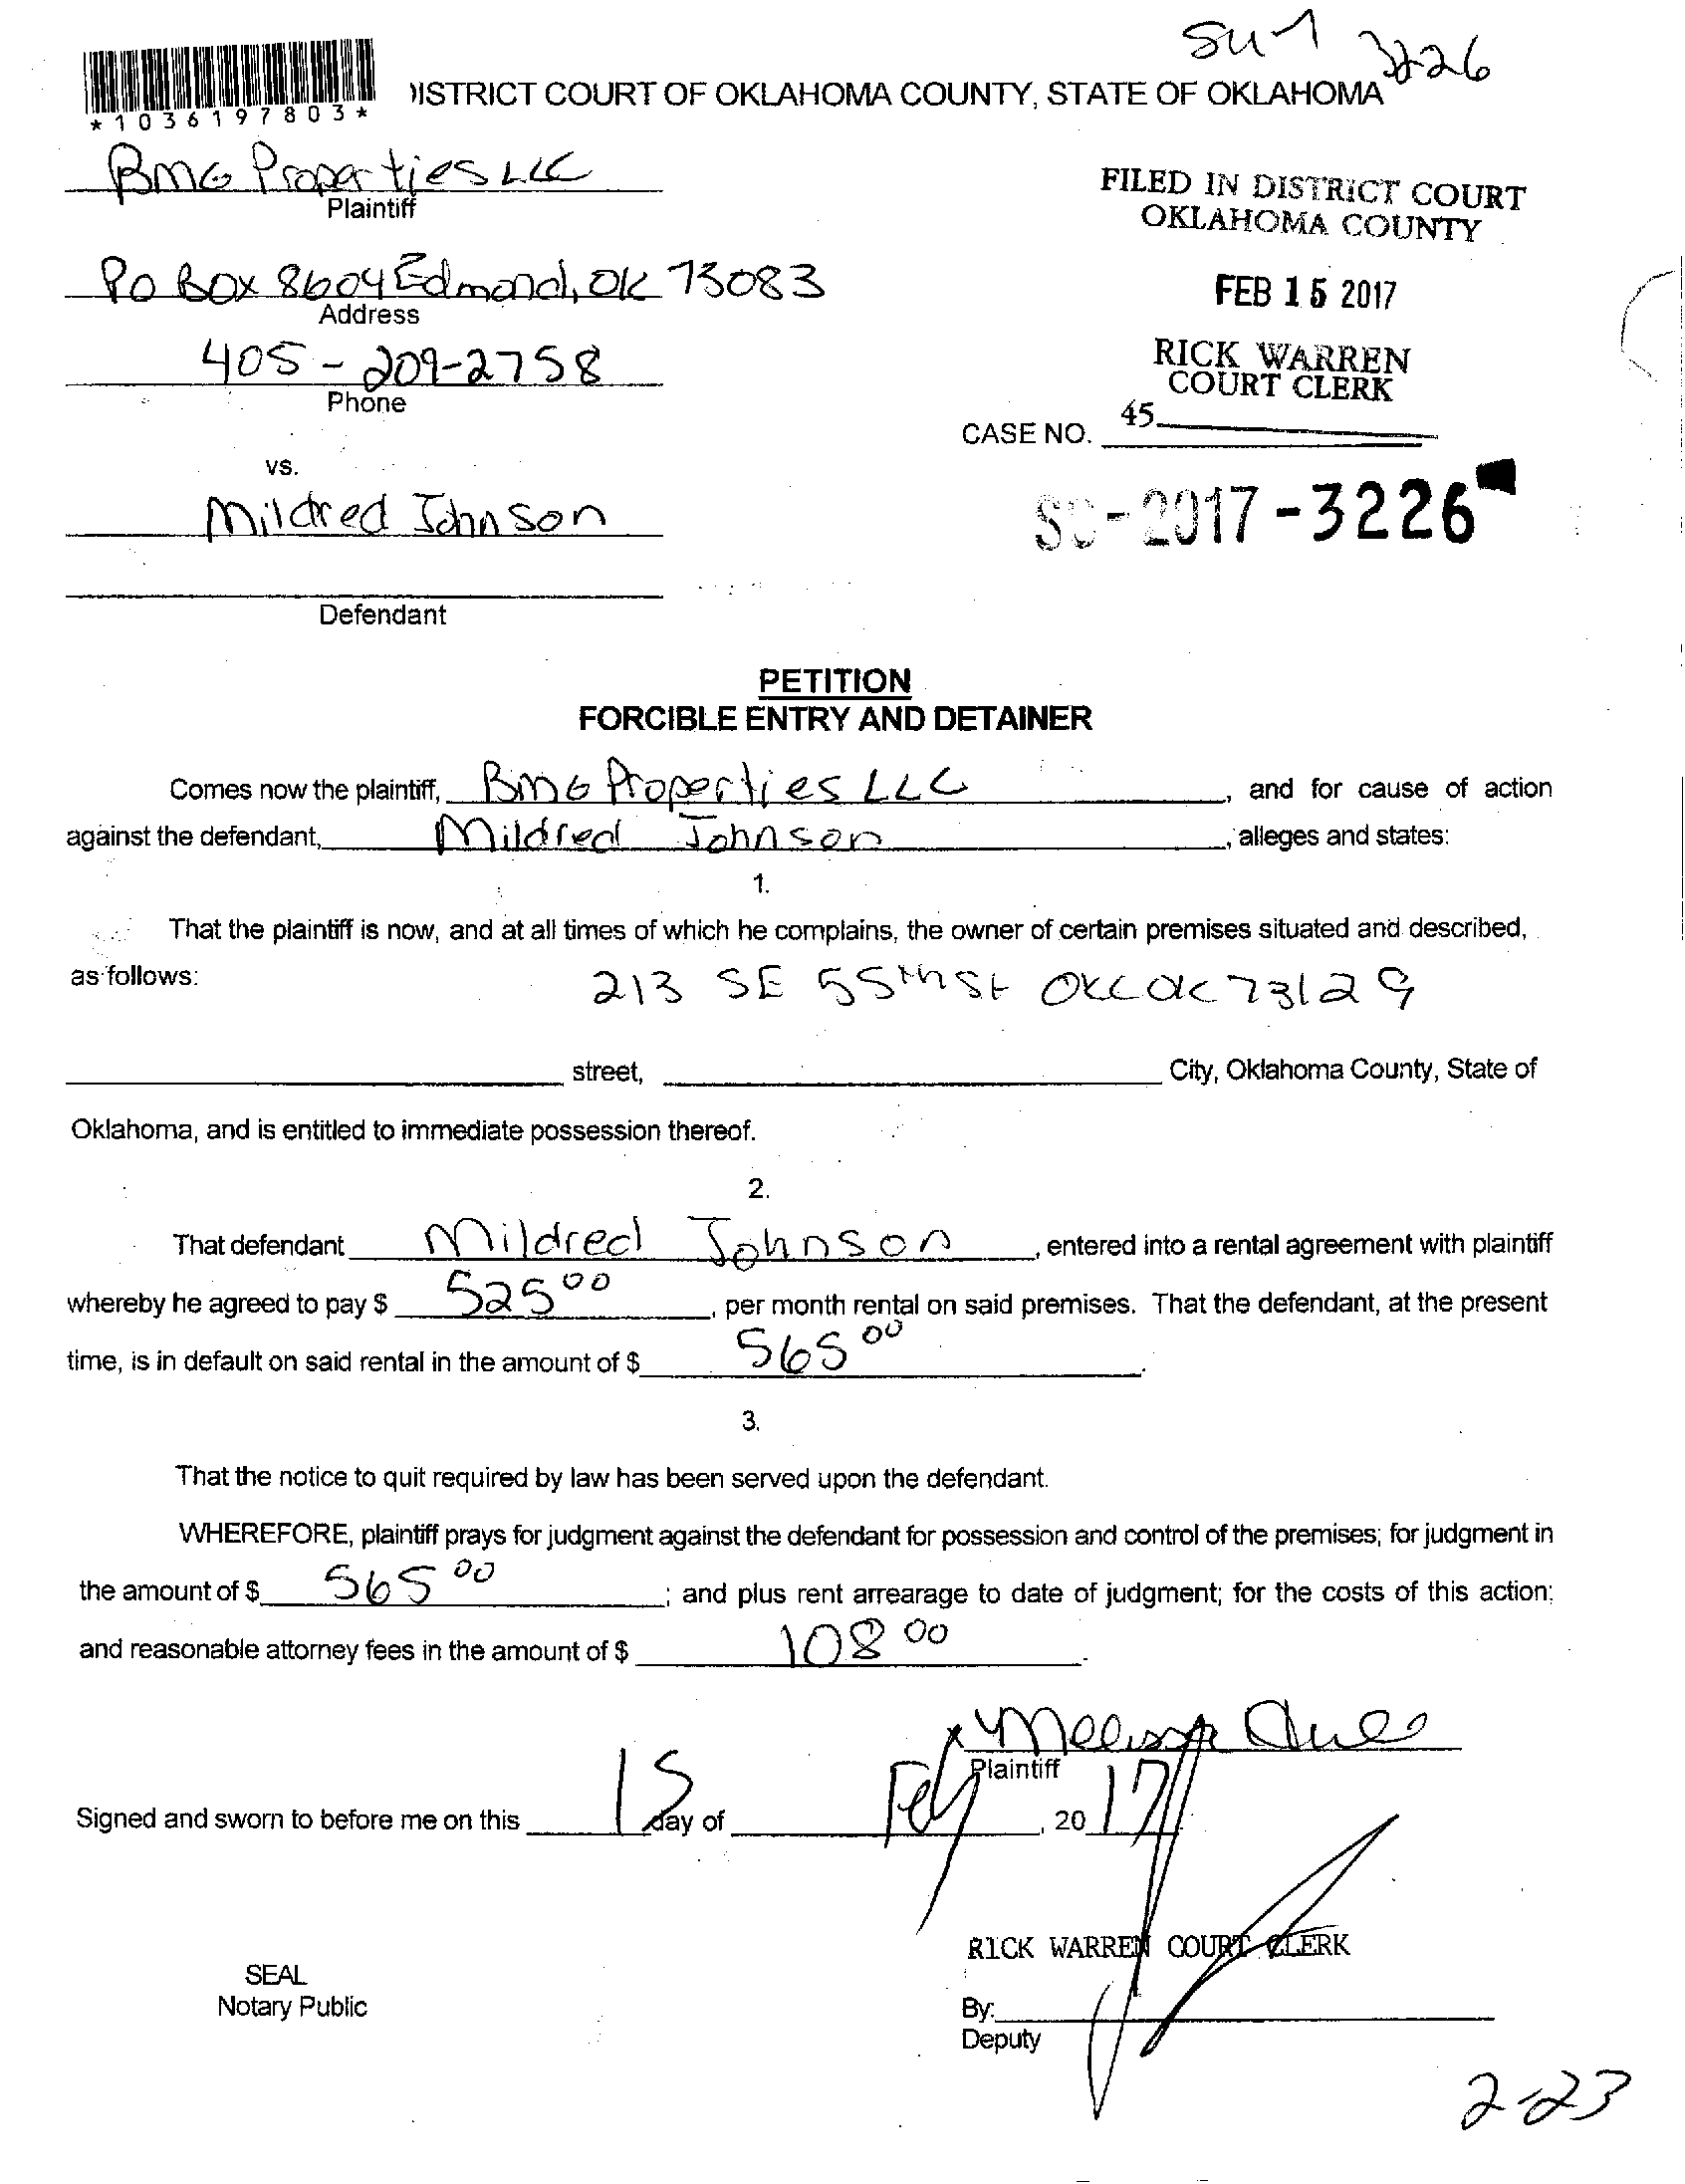 SU-1 3226
*1036197803*
DISTRICT COURT OF OKLAHOMA COUNTY, STATE OF OKLAHOMA
BMG Properties LLC
Plaintiff
FILED IN DISTRICT COURT
OKLAHOMA COUNTY
PO Box 8604 Edmond, OK 73083
Address
FEB 15 2017
405-209-2758
Phone
RICK WARREN
COURT CLERK
CASE NO. 45
vs.
Mildred Johnson
SC-2017-3226
Defendant
PETITION
FORCIBLE ENTRY AND DETAINER
Comes now the plaintiff, BMG Properties LLC, and for cause of action
against the defendant, Mildred Johnson, alleges and states:
1.
That the plaintiff is now, and at all times of which he complains, the owner of certain premises situated and described,
as follows: 213 SE 55th St OKC OK 73129
street, City, Oklahoma County, State of
Oklahoma, and is entitled to immediate possession thereof.
2.
That defendant Mildred Johnson, entered into a rental agreement with plaintiff
whereby he agreed to pay $ 525 00, per month rental on said premises. That the defendant, at the present
time, is in default on said rental in the amount of $ 565 00.
3.
That the notice to quit required by law has been served upon the defendant.
WHEREFORE, plaintiff prays for judgment against the defendant for possession and control of the premises; for judgment in
the amount of $ 565 00; and plus rent arrearage to date of judgment; for the costs of this action;
and reasonable attorney fees in the amount of $ 108 00.
x Melissa
Plaintiff
Signed and sworn to before me on this 15 day of Feb, 2017
RICK WARREN COURT CLERK
SEAL
Notary Public
By:
Deputy
2-23